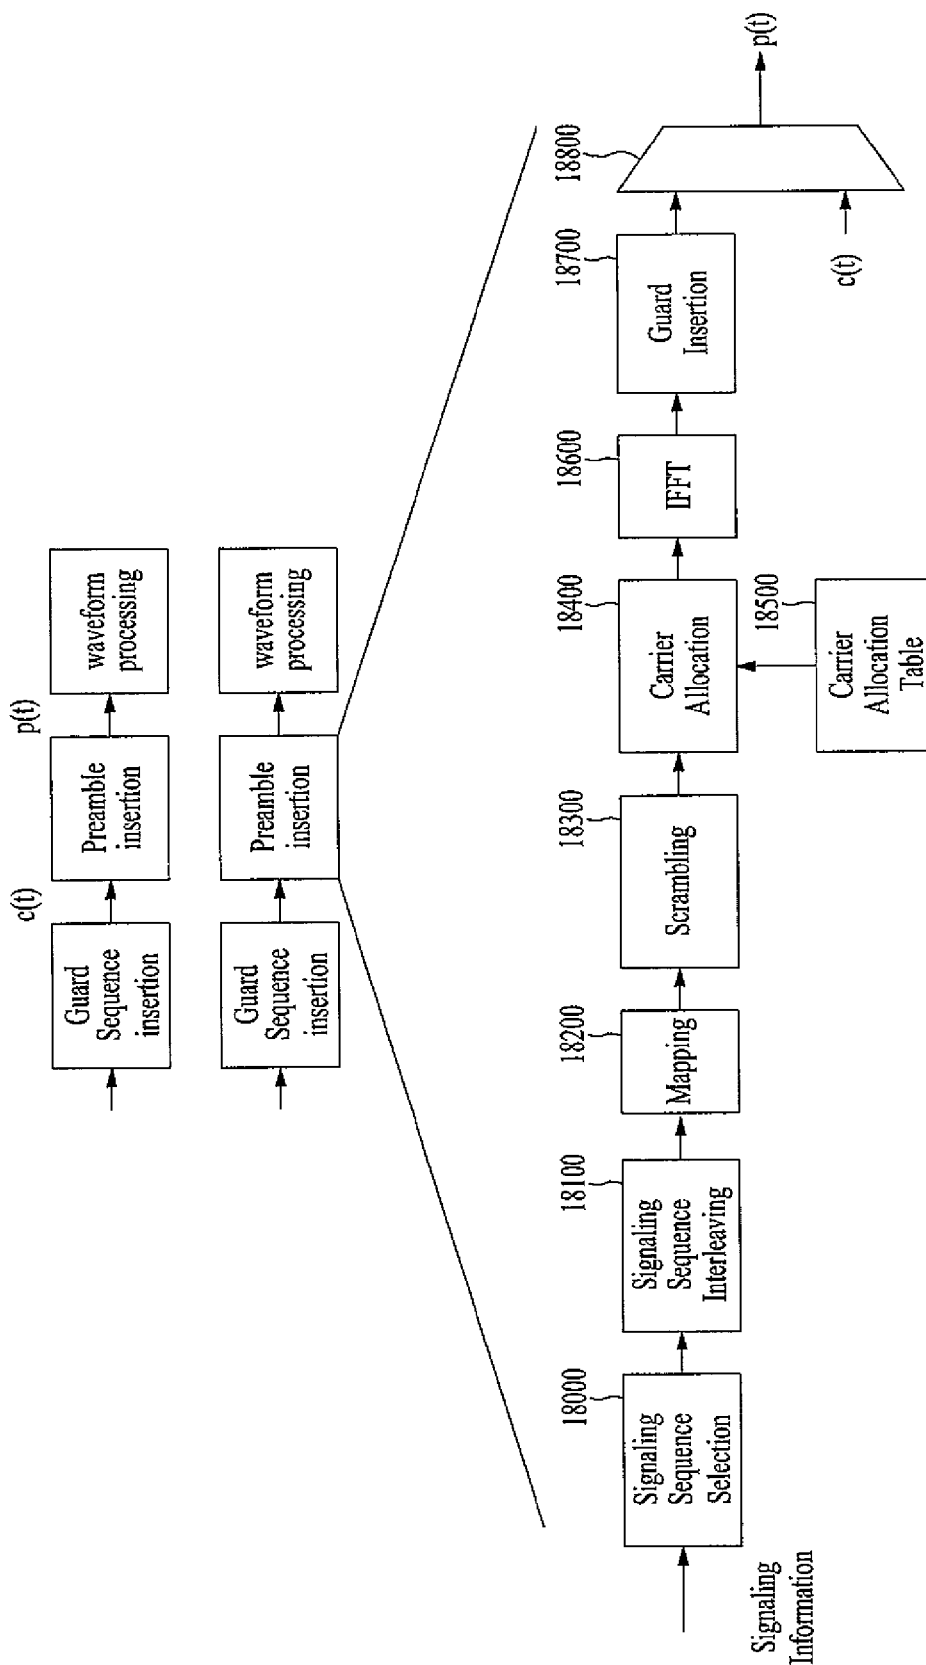 c(t)
p(t)
Guard
Sequence
insertion
Preamble
insertion
waveform
processing
Guard
Sequence
insertion
Preamble
insertion
waveform
processing
Signaling
Information
18000
Signaling
Sequence
Selection
18100
Signaling
Sequence
Interleaving
18200
Mapping
18300
Scrambling
18400
Carrier
Allocation
18500
Carrier
Allocation
Table
18600
IFFT
18700
Guard
Insertion
18800
c(t)
p(t)